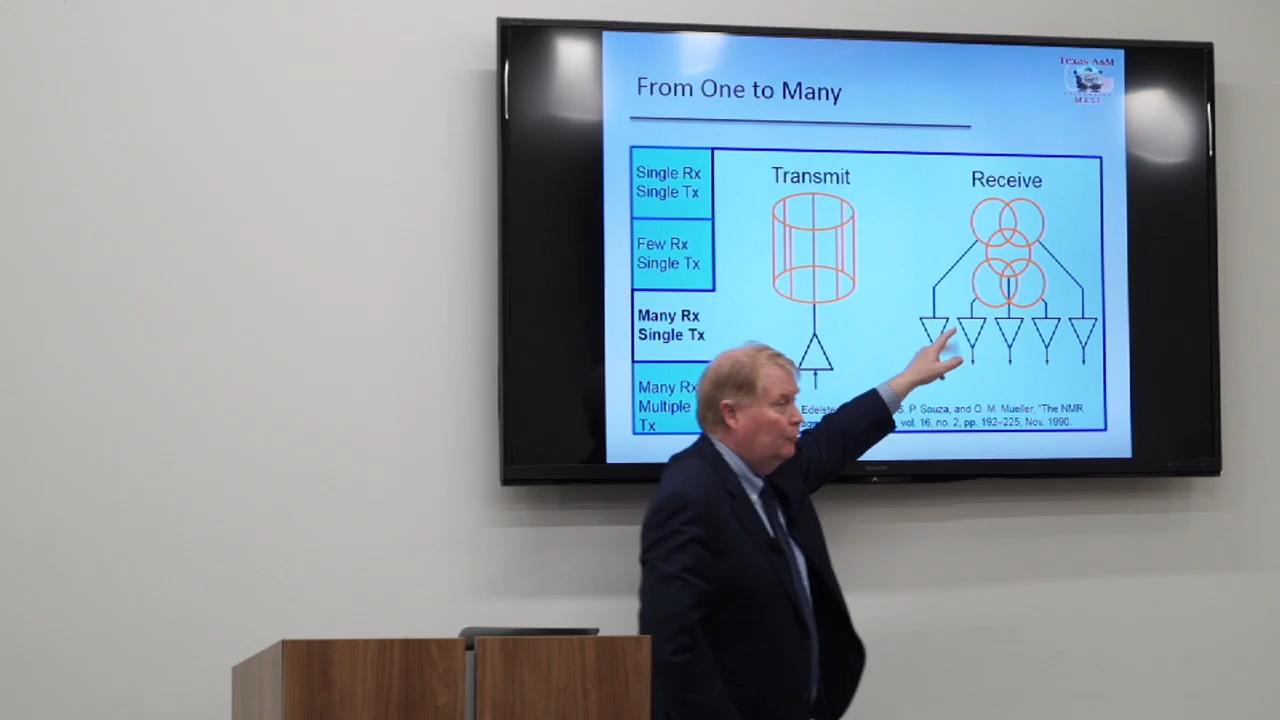 Texas A&M
From One to Many
MRSL
Single Rx
Single Tx
Few Rx
Single Tx
Many Rx
Single Tx
Many Rx
Multiple
Tx
Transmit
Receive
Edelste
S. P. Souza, and O. M. Mueller, "The NMR
vol. 16, no. 2, pp. 192–225, Nov. 1990.